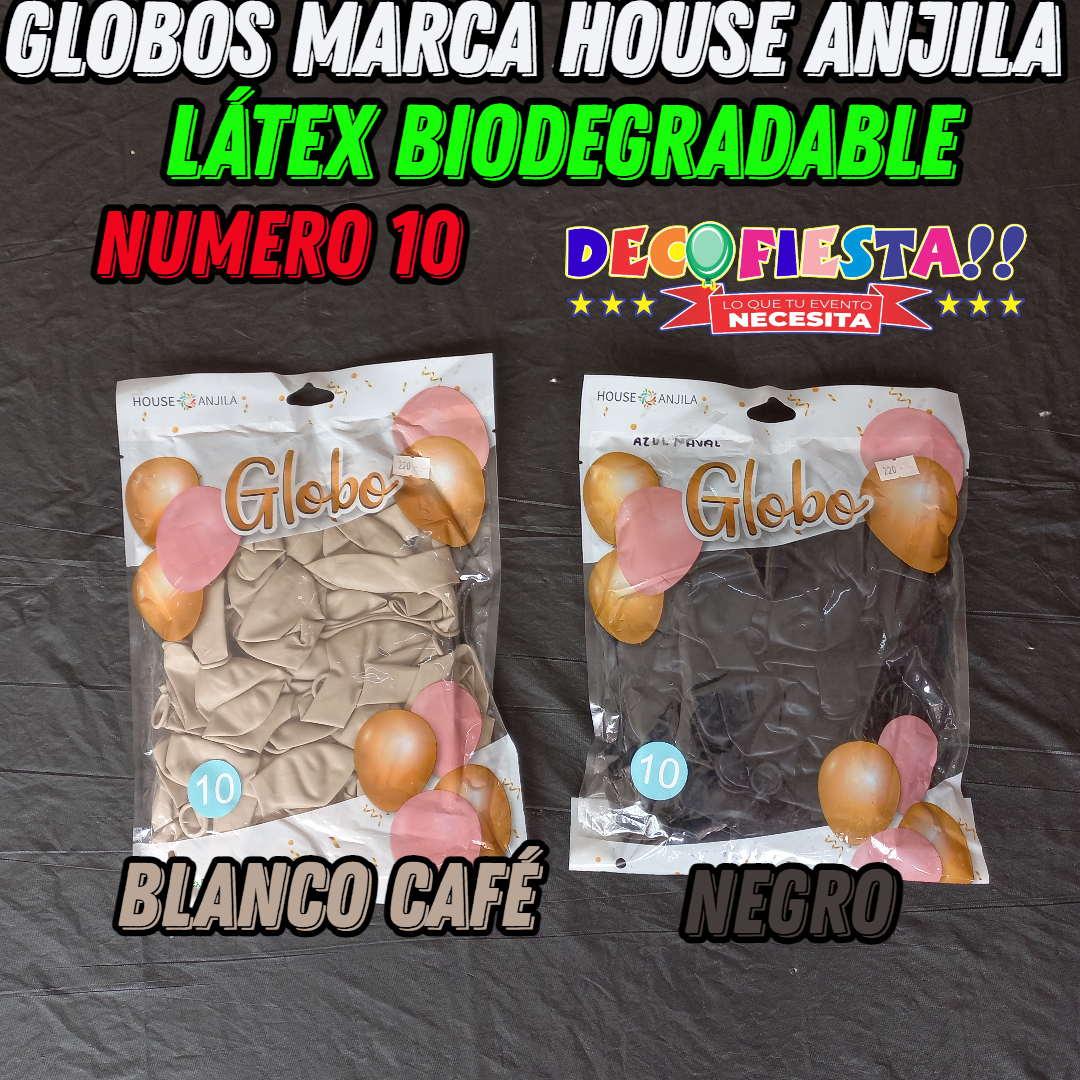 GLOBOS MARCA HOUSE ANJILA
LÁTEX BIODEGRADABLE
NUMERO 10
DECOFIESTA!!
LO QUE TU EVENTO
NECESITA
HOUSE ANJILA
Globo
220
10
BLANCO CAFÉ
HOUSE ANJILA
AZUL NAVAL
Globo
220
10
NEGRO